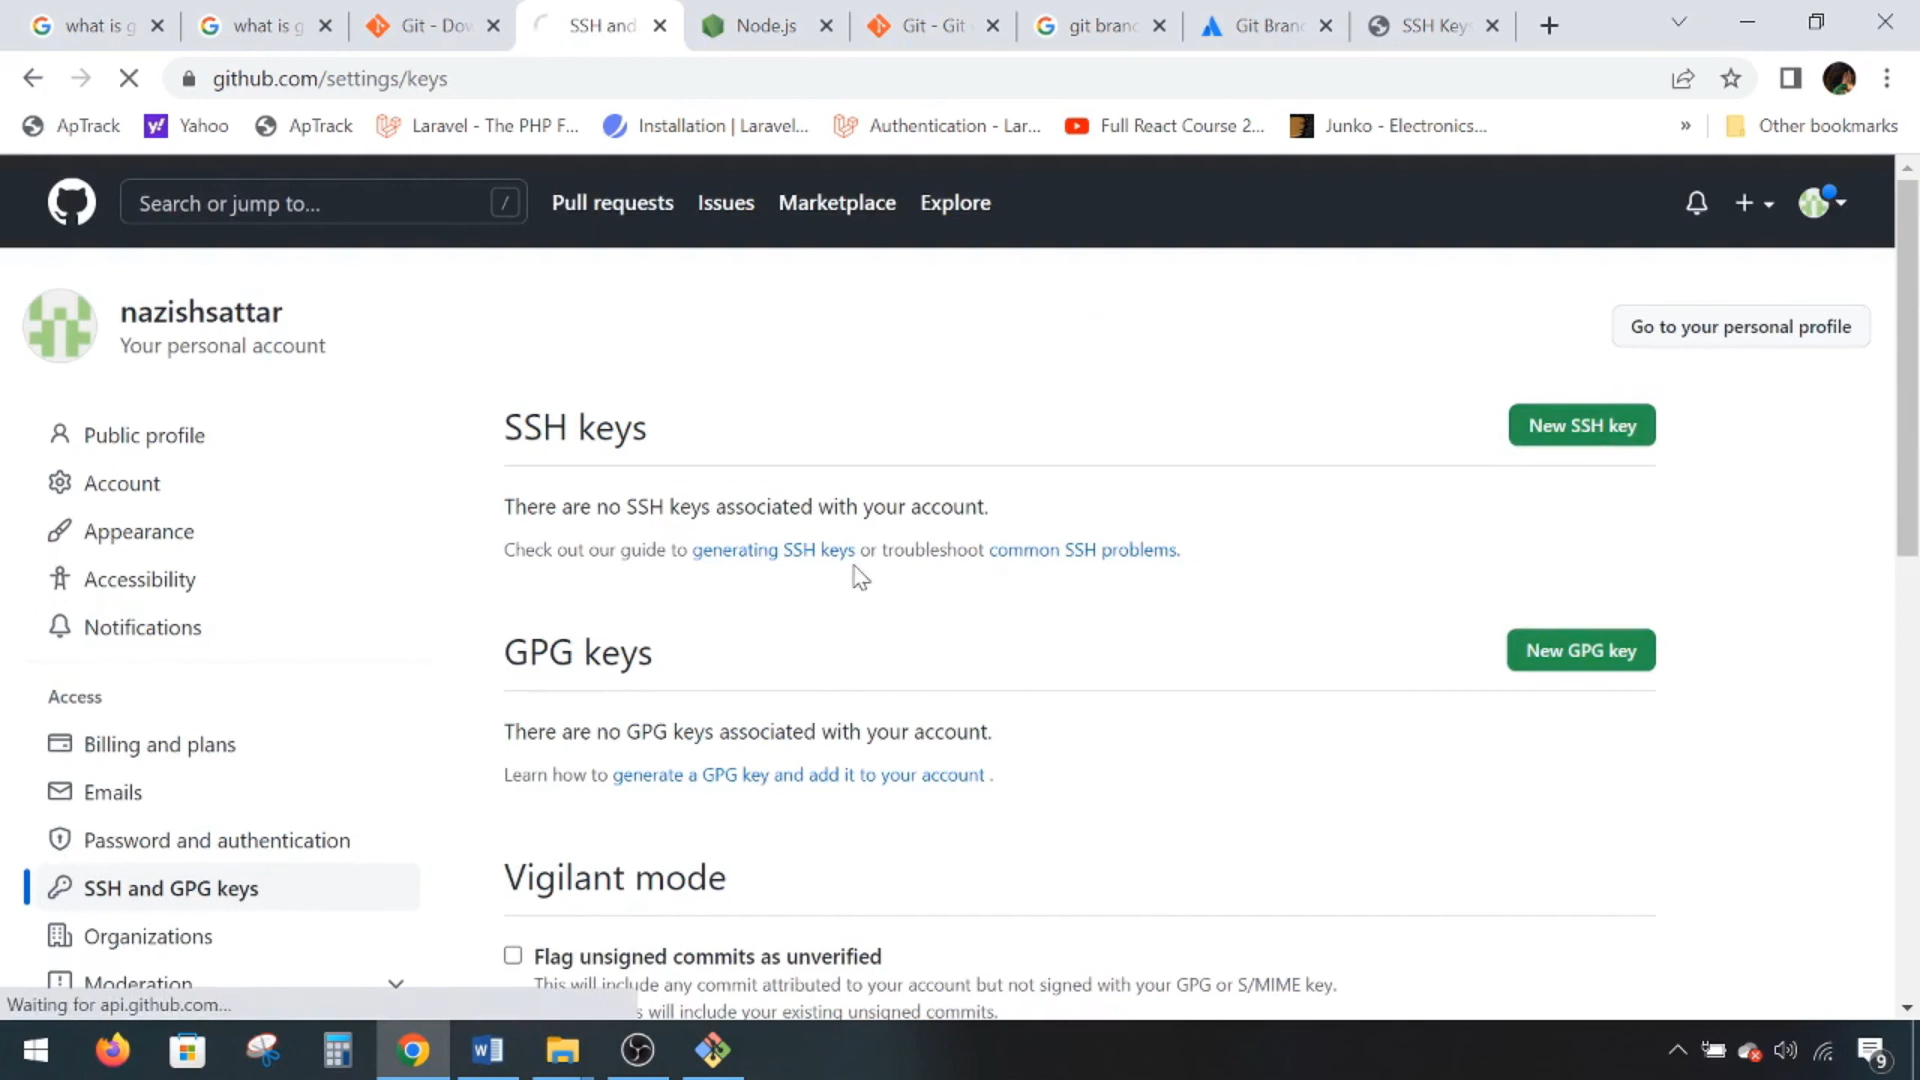 what is g
what is g
Git - Dow
SSH and
Node.js
Git - Git
git branc
Git Branc
SSH Key
github.com/settings/keys
ApTrack
Yahoo
ApTrack
Laravel - The PHP F...
Installation | Laravel...
Authentication - Lar...
Full React Course 2...
Junko - Electronics...
»
Other bookmarks
Search or jump to...
/
Pull requests
Issues
Marketplace
Explore
nazishsattar
Your personal account
Go to your personal profile
Public profile
Account
Appearance
Accessibility
Notifications
Access
Billing and plans
Emails
Password and authentication
SSH and GPG keys
Organizations
Moderation
SSH keys
New SSH key
There are no SSH keys associated with your account.
Check out our guide to generating SSH keys or troubleshoot common SSH problems.
GPG keys
New GPG key
There are no GPG keys associated with your account.
Learn how to generate a GPG key and add it to your account .
Vigilant mode
Flag unsigned commits as unverified
This will include any commit attributed to your account but not signed with your GPG or S/MIME key.
s will include your existing unsigned commits.
Waiting for api.github.com...
9